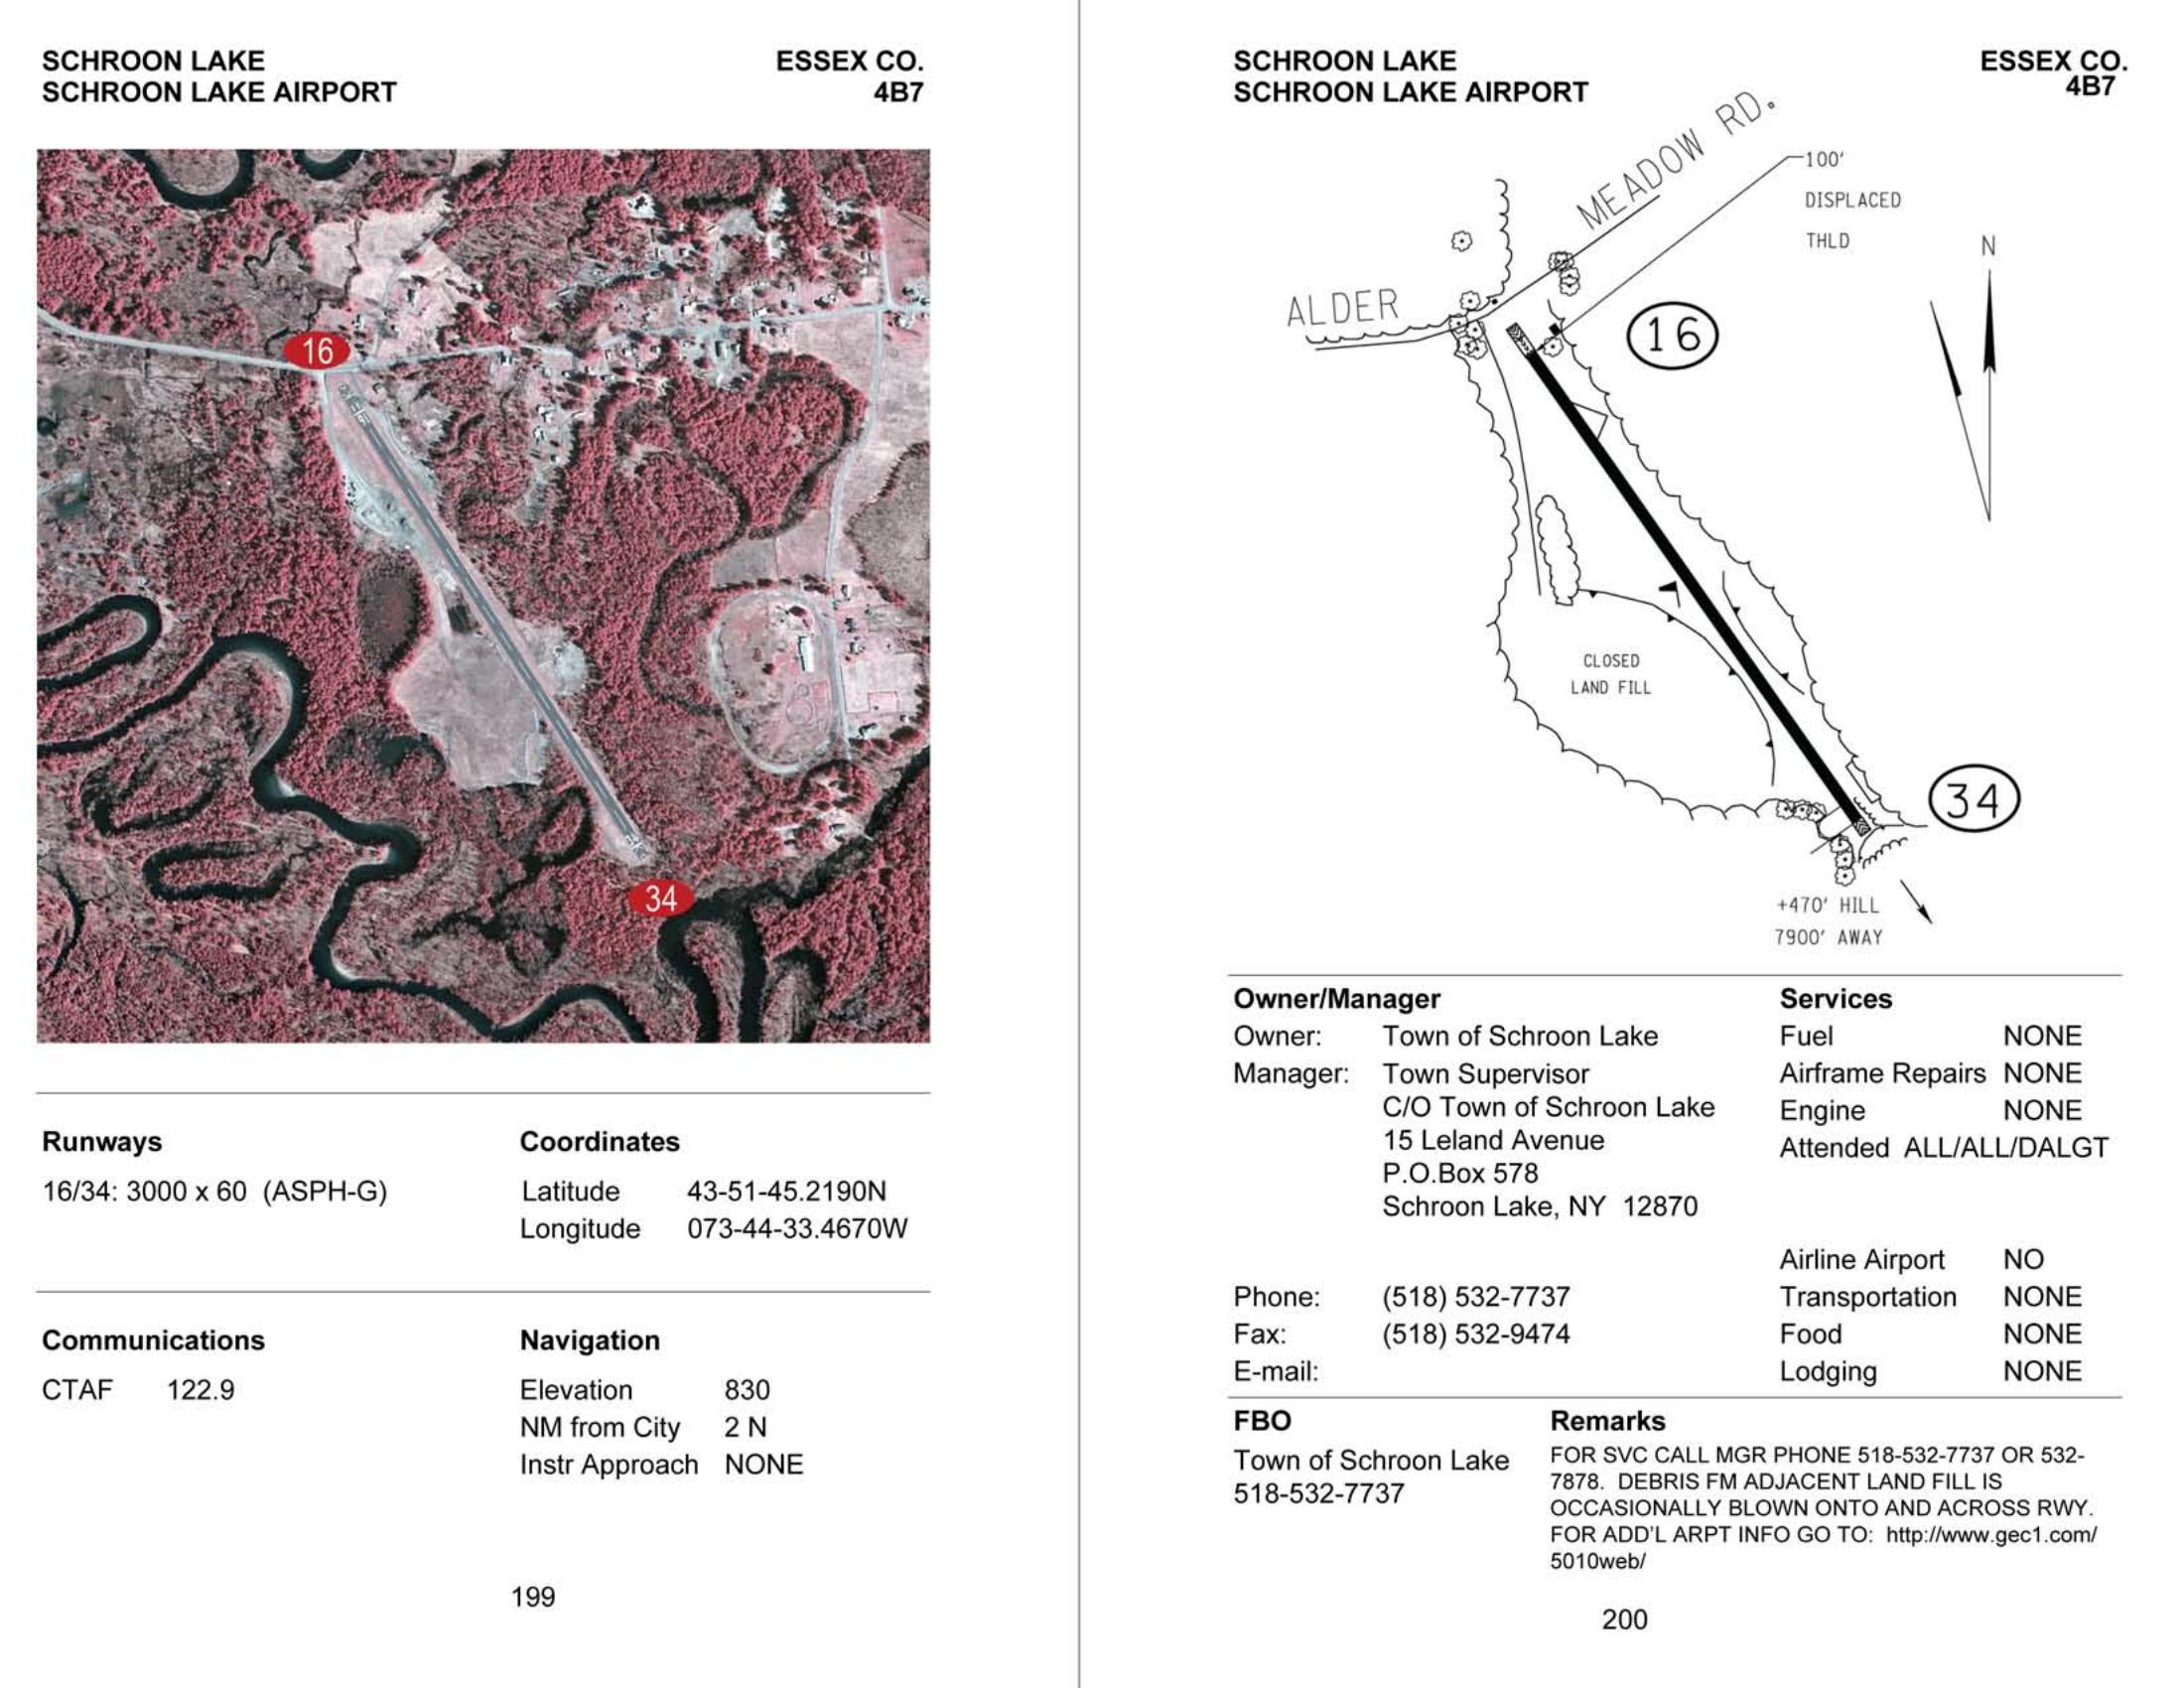 SCHROON LAKE
SCHROON LAKE AIRPORT
ESSEX CO.
4B7
16
34
Runways
16/34: 3000 x 60 (ASPH-G)
Coordinates
Latitude 43-51-45.2190N
Longitude 073-44-33.4670W
Communications
CTAF 122.9
Navigation
Elevation 830
NM from City 2 N
Instr Approach NONE
199
SCHROON LAKE
SCHROON LAKE AIRPORT
ESSEX CO.
4B7
ALDER MEADOW RD.
100'
DISPLACED
THLD
N
16
CLOSED
LAND FILL
34
+470' HILL
7900' AWAY
Owner/Manager
Owner: Town of Schroon Lake
Manager: Town Supervisor
C/O Town of Schroon Lake
15 Leland Avenue
P.O.Box 578
Schroon Lake, NY 12870
Phone: (518) 532-7737
Fax: (518) 532-9474
E-mail:
Services
Fuel NONE
Airframe Repairs NONE
Engine NONE
Attended ALL/ALL/DALGT
Airline Airport NO
Transportation NONE
Food NONE
Lodging NONE
FBO
Town of Schroon Lake
518-532-7737
Remarks
FOR SVC CALL MGR PHONE 518-532-7737 OR 532-
7878. DEBRIS FM ADJACENT LAND FILL IS
OCCASIONALLY BLOWN ONTO AND ACROSS RWY.
FOR ADD'L ARPT INFO GO TO: http://www.gec1.com/
5010web/
200